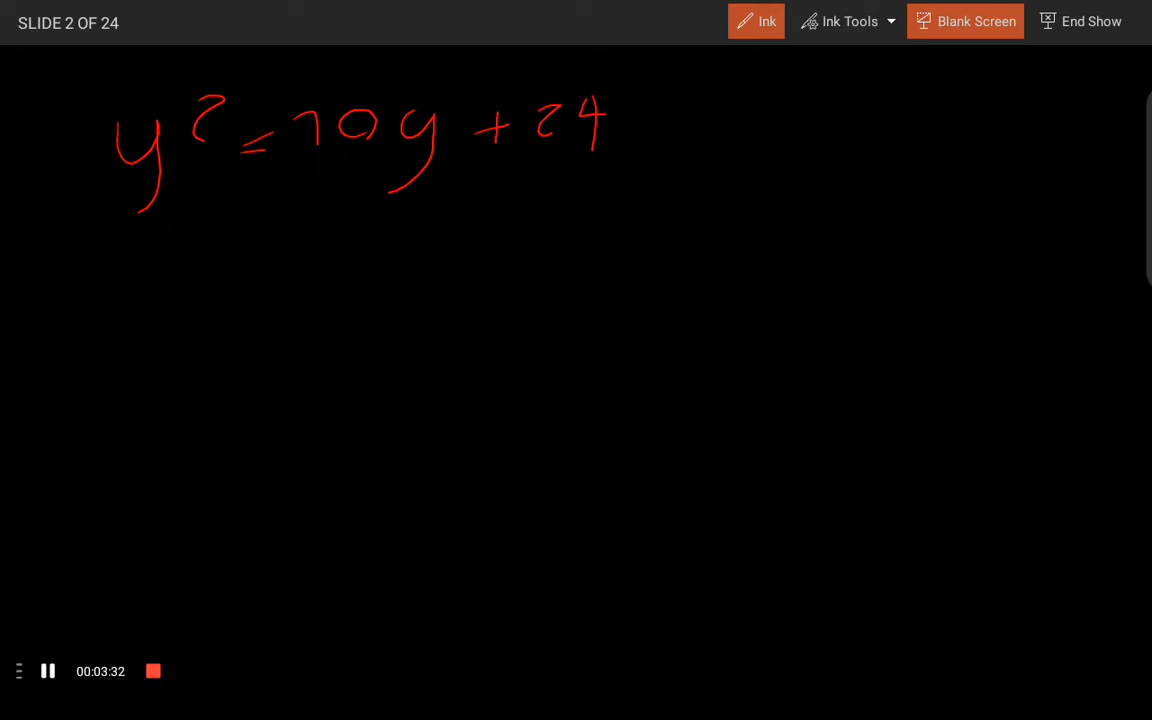 SLIDE 2 OF 24 Ink Ink Tools Blank Screen End Show
y² = 10y + 24
00:03:32